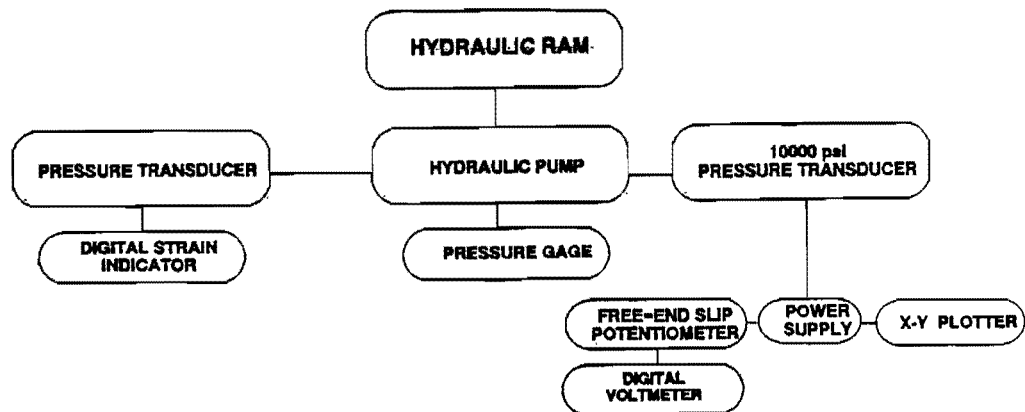 HYDRAULIC RAM
PRESSURE TRANSDUCER
HYDRAULIC PUMP
10000 psi
PRESSURE TRANSDUCER
DIGITAL STRAIN
INDICATOR
PRESSURE GAGE
FREE-END SLIP
POTENTIOMETER
POWER
SUPPLY
X-Y PLOTTER
DIGITAL
VOLTMETER